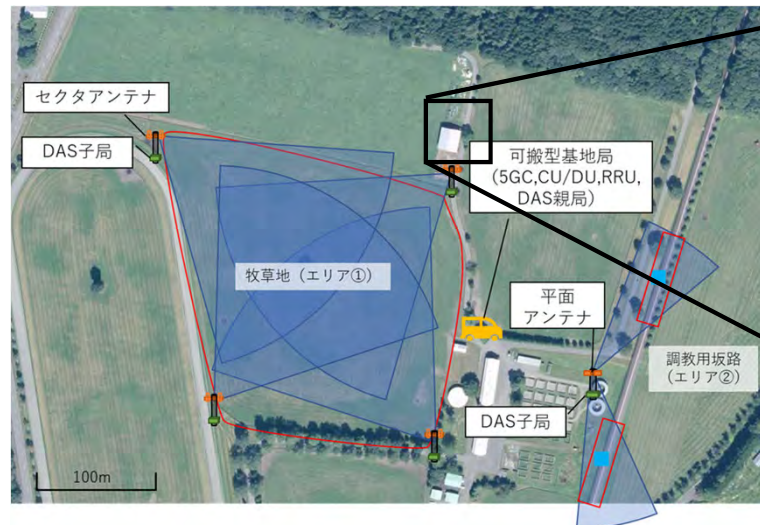 セクタアンテナ
DAS子局
可搬型基地局
（5GC,CU/DU,RRU,
DAS親局）
牧草地（エリア①）
平面
アンテナ
調教用坂路
（エリア②）
DAS子局
100m